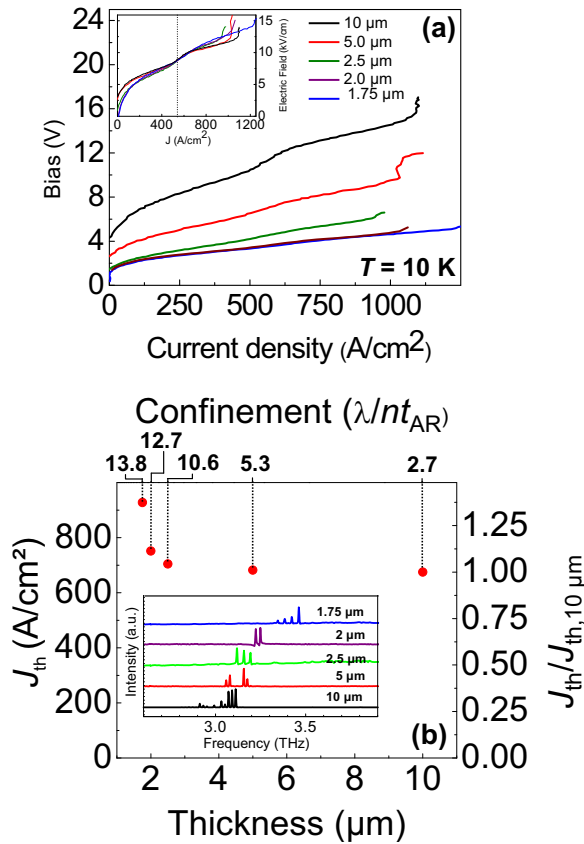 (a)
10 µm
5.0 µm
2.5 µm
2.0 µm
1.75 µm
15
10
5
0
Electric Field (kV/cm)
0 400 800 1200
J (A/cm²)
24
20
16
12
8
4
0
Bias (V)
T = 10 K
0 250 500 750 1000
Current density (A/cm²)
Confinement (λ/nt_AR)
13.8 12.7 10.6 5.3 2.7
800
600
400
200
0
J_th (A/cm²)
1.25
1.00
0.75
0.50
0.25
0.00
J_th/J_th,10 µm
1.75 µm
2 µm
2.5 µm
5 µm
10 µm
Intensity (a.u.)
3.0 3.5
Frequency (THz)
(b)
2 4 6 8 10
Thickness (µm)